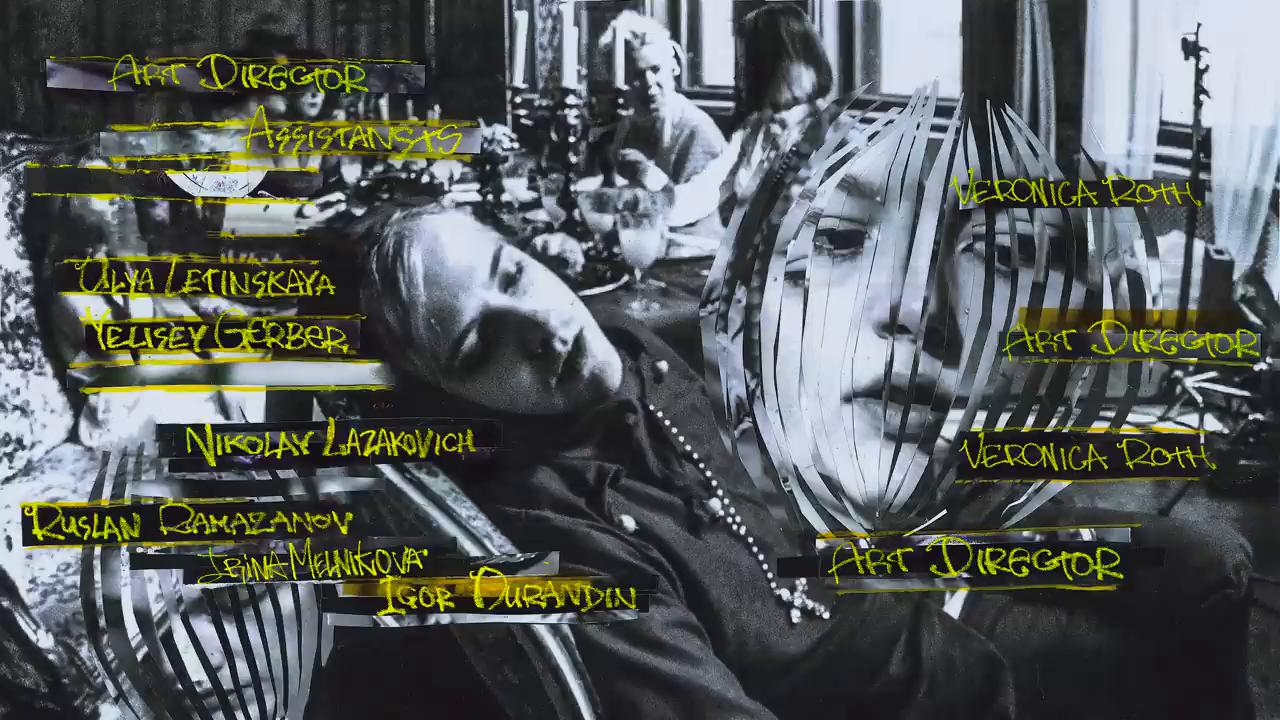 Art Director
Assistants
Ulya Letinskaya
Yelisey Gerber
Nikolay Lazakovich
Ruslan Ramazanov
Irina Melnikova
Igor Durandin
Veronica Roth
Art Director
Veronica Roth
Art Director